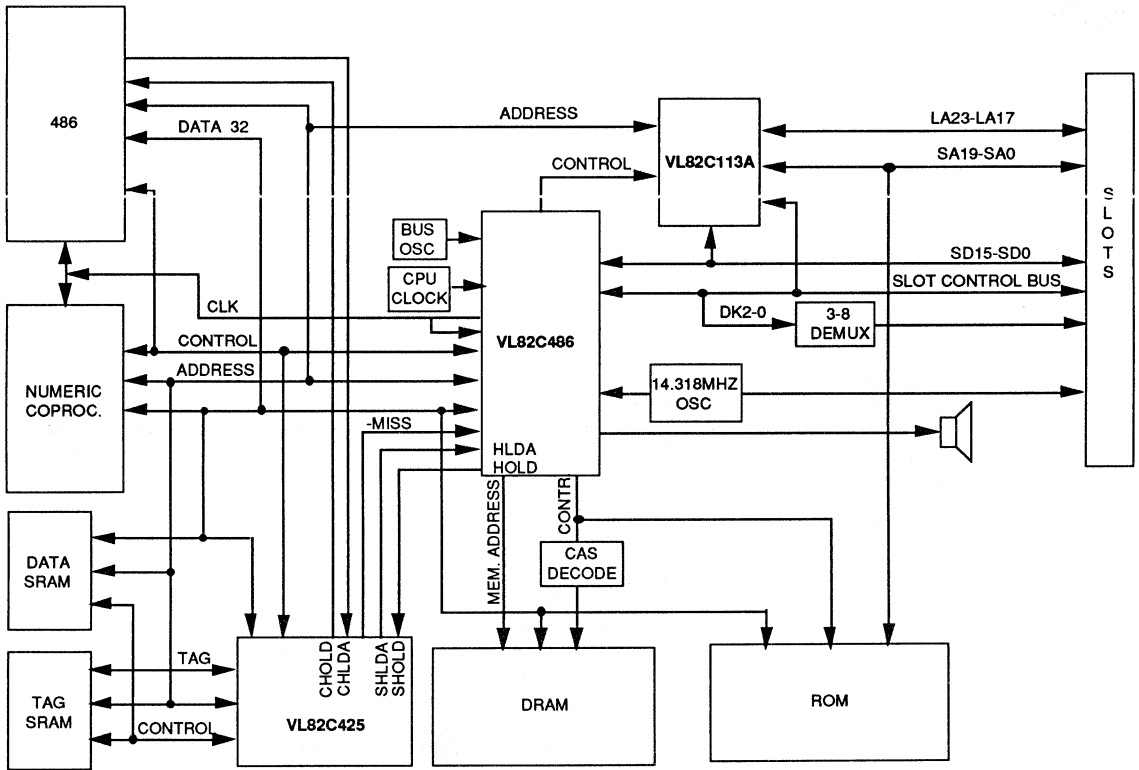 486
DATA 32
ADDRESS
CONTROL
VL82C113A
LA23-LA17
SA19-SA0
SLOTS
BUS
OSC
CPU
CLOCK
CLK
VL82C486
SD15-SD0
SLOT CONTROL BUS
DK2-0
3-8
DEMUX
14.318MHZ
OSC
NUMERIC
COPROC.
CONTROL
ADDRESS
-MISS
HLDA
HOLD
MEM. ADDRESS
CONTR
CAS
DECODE
DATA
SRAM
TAG
SRAM
TAG
CONTROL
CHOLD
CHLDA
SHLDA
SHOLD
VL82C425
DRAM
ROM